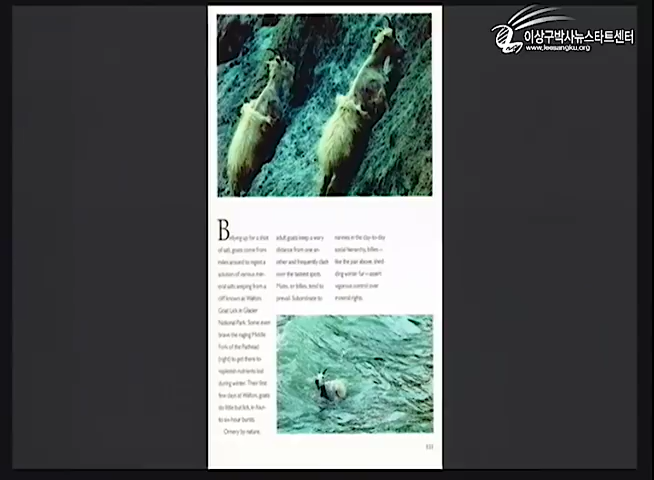 이상구박사뉴스타트센터
www.leesangku.org
Bellying up for a shot
of salt, goats come from
miles around to ingest a
solution of various min-
eral salts seeping from a
cliff known as Walton
Goat Lick in Glacier
National Park. Some even
brave the raging Middle
Fork of the Flathead
(right) to get there to
replenish nutrients lost
during winter. Their first
few days at Walton, goats
do little but lick, in four-
to six-hour bursts.
Ornery by nature,
adult goats keep a wary
distance from one an-
other and frequently clash
over the tastiest spots.
Males, or billies, tend to
prevail. Subordinate to
nannies in the day-to-day
social hierarchy, billies—
like the pair above, shed-
ding winter fur—assert
vigorous control over
mineral rights.